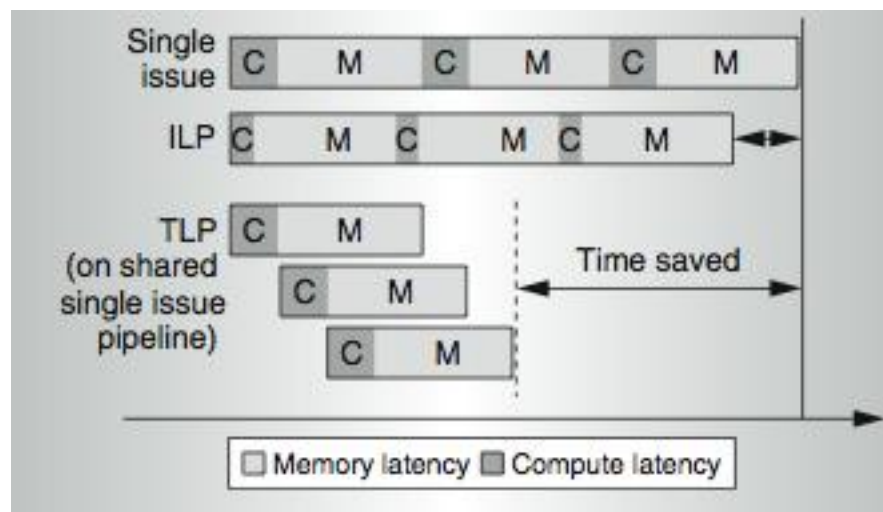 Single
issue
C M C M C M
ILP
C M C M C M
TLP
(on shared
single issue
pipeline)
C M
C M
C M
Time saved
Memory latency Compute latency